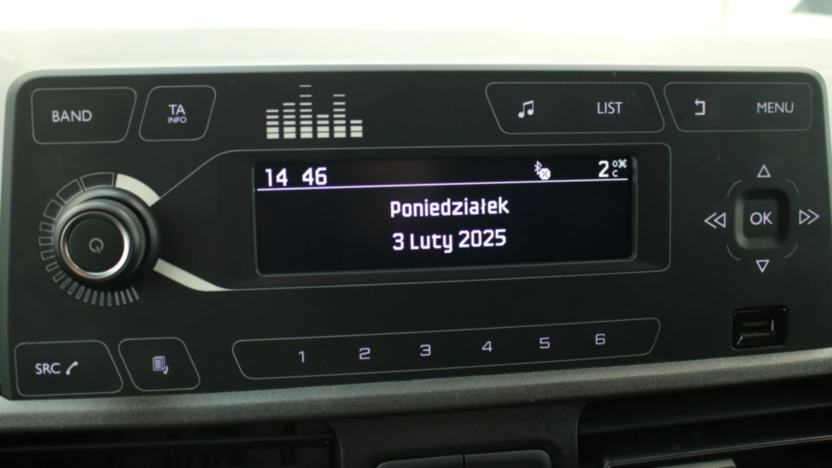 BAND
TA
INFO
LIST
MENU
14 46
2 °C
Poniedziałek
3 Luty 2025
OK
SRC
1 2 3 4 5 6